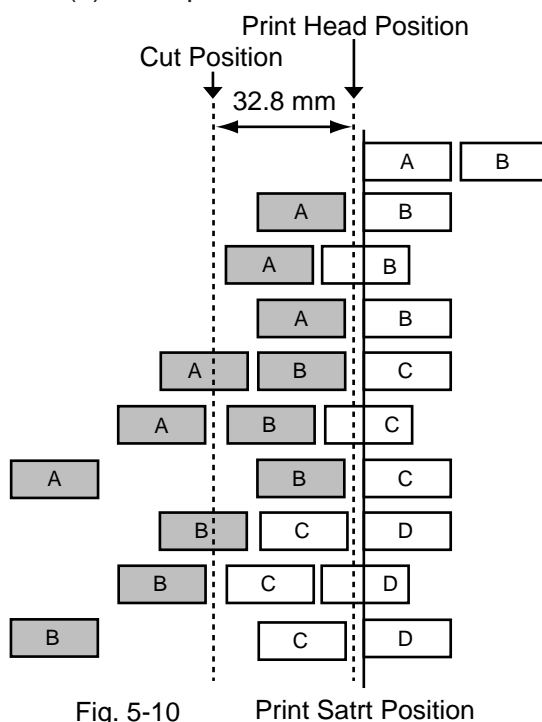 Print Head Position
Cut Position
32.8 mm
A B
A B
A B
A B
A B C
A B C
A B C
B C D
B C D
B C D
Fig. 5-10 Print Satrt Position